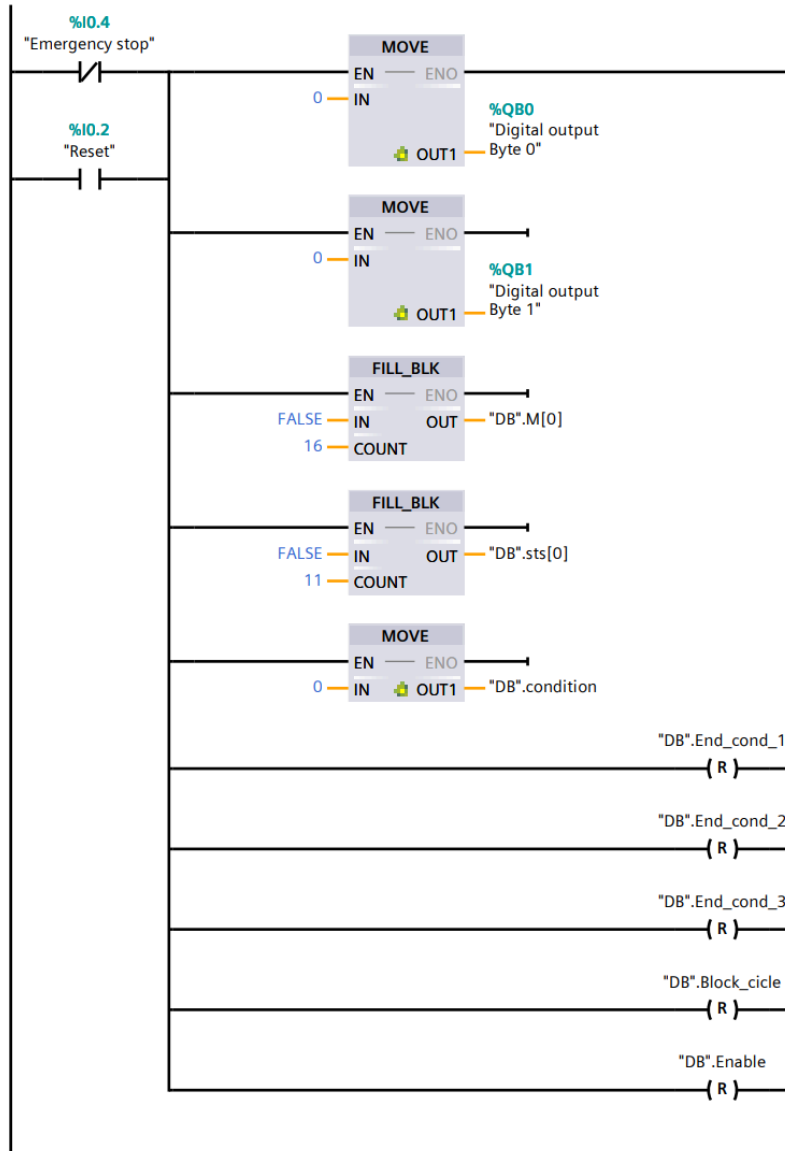 %I0.4
"Emergency stop"
MOVE
EN ENO
0 IN
%QB0
"Digital output
Byte 0"
OUT1
%I0.2
"Reset"
MOVE
EN ENO
0 IN
%QB1
"Digital output
Byte 1"
OUT1
FILL_BLK
EN ENO
FALSE IN OUT "DB".M[0]
16 COUNT
FILL_BLK
EN ENO
FALSE IN OUT "DB".sts[0]
11 COUNT
MOVE
EN ENO
0 IN OUT1 "DB".condition
"DB".End_cond_1
R
"DB".End_cond_2
R
"DB".End_cond_3
R
"DB".Block_cicle
R
"DB".Enable
R